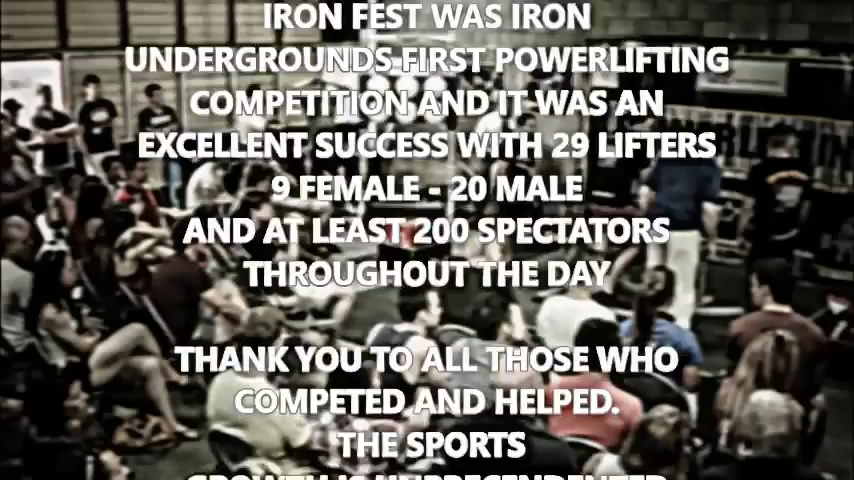 IRON FEST WAS IRON
UNDERGROUNDS FIRST POWERLIFTING
COMPETITION AND IT WAS AN
EXCELLENT SUCCESS WITH 29 LIFTERS
9 FEMALE - 20 MALE
AND AT LEAST 200 SPECTATORS
THROUGHOUT THE DAY
THANK YOU TO ALL THOSE WHO
COMPETED AND HELPED.
THE SPORTS
GROWTH IS